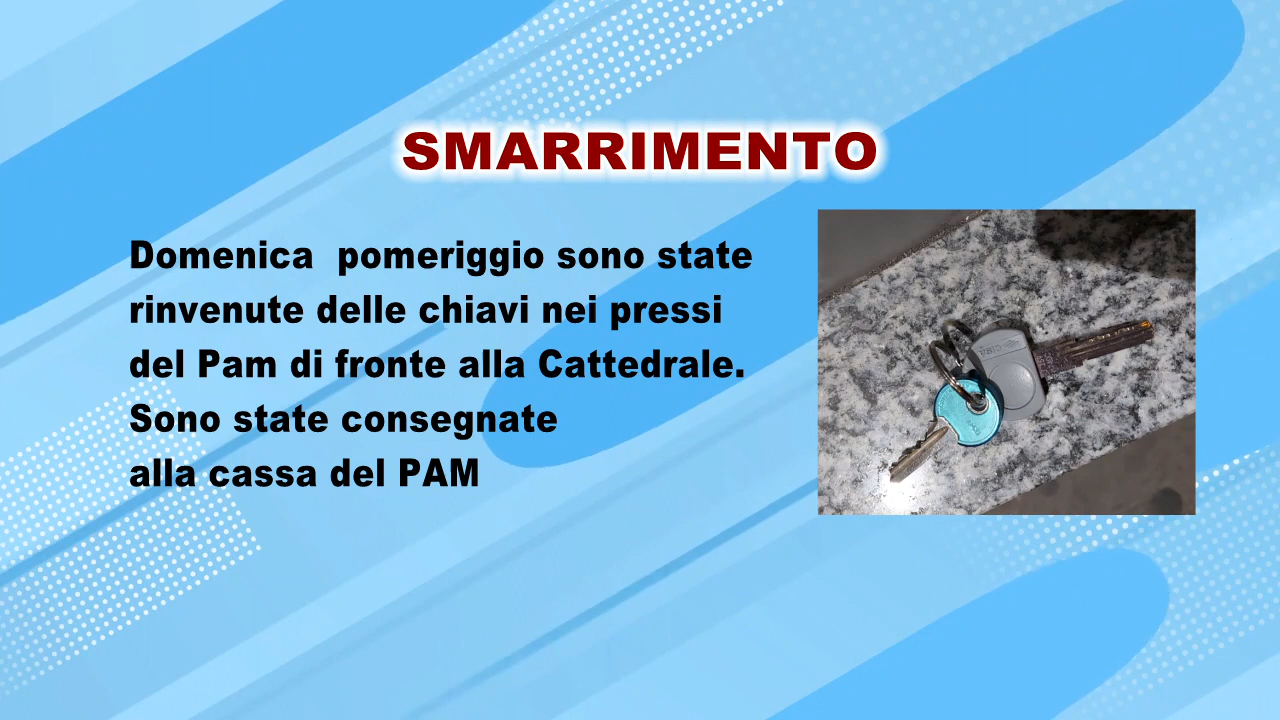 SMARRIMENTO
Domenica pomeriggio sono state
rinvenute delle chiavi nei pressi
del Pam di fronte alla Cattedrale.
Sono state consegnate
alla cassa del PAM
CISA